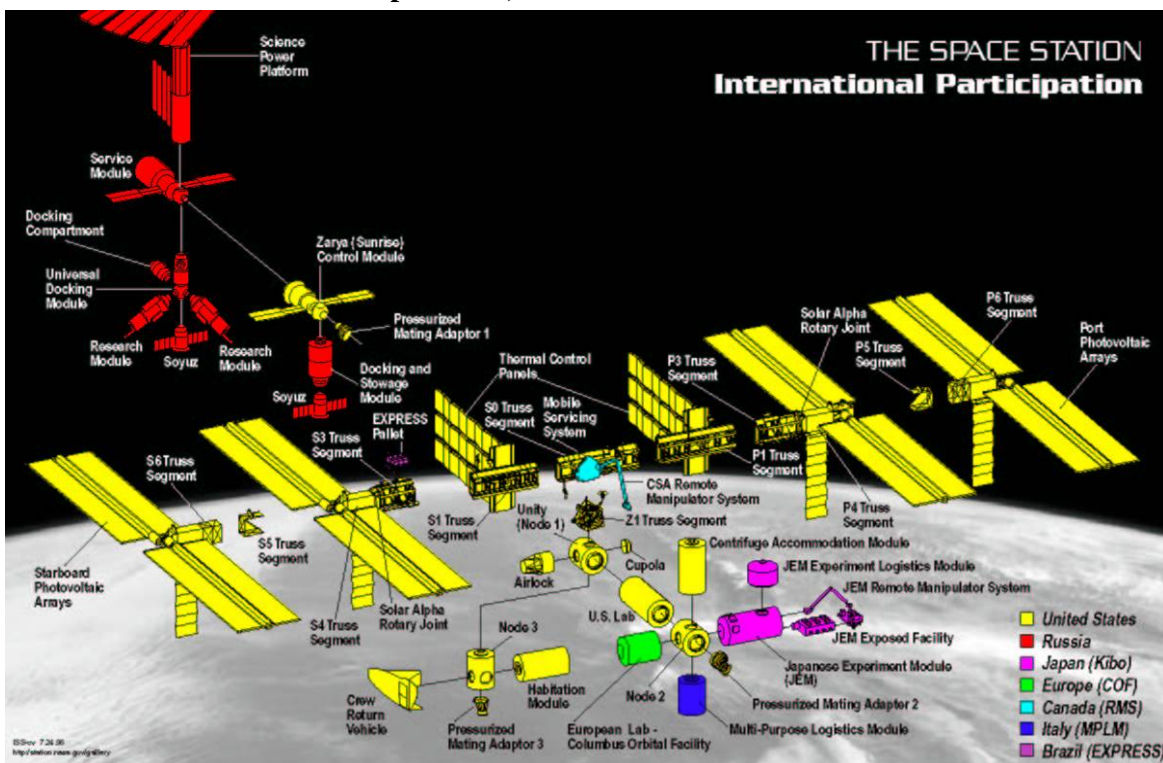 THE SPACE STATION
International Participation
Science
Power
Platform
Service
Module
Docking
Compartment
Universal
Docking
Module
Research
Module
Soyuz
Research
Module
Zarya (Sunrise)
Control Module
Pressurized
Mating Adaptor 1
Docking and
Stowage
Module
Soyuz
EXPRESS
Pallet
Thermal Control
Panels
S0 Truss
Segment
Mobile
Servicing
System
P3 Truss
Segment
Solar Alpha
Rotary Joint
P5 Truss
Segment
P6 Truss
Segment
Port
Photovoltaic
Arrays
S3 Truss
Segment
S6 Truss
Segment
S5 Truss
Segment
Starboard
Photovoltaic
Arrays
S4 Truss
Segment
Solar Alpha
Rotary Joint
S1 Truss
Segment
P1 Truss
Segment
P4 Truss
Segment
CSA Remote
Manipulator System
Z1 Truss Segment
Unity
(Node 1)
Airlock
Cupola
Centrifuge Accommodation Module
JEM Experiment Logistics Module
JEM Remote Manipulator System
JEM Exposed Facility
U.S. Lab
Japanese Experiment Module
(JEM)
Node 3
Node 2
Pressurized Mating Adaptor 2
Habitation
Module
Crew
Return
Vehicle
Pressurized
Mating Adaptor 3
European Lab -
Columbus Orbital Facility
Multi-Purpose Logistics Module
United States
Russia
Japan (Kibo)
Europe (COF)
Canada (RMS)
Italy (MPLM)
Brazil (EXPRESS)